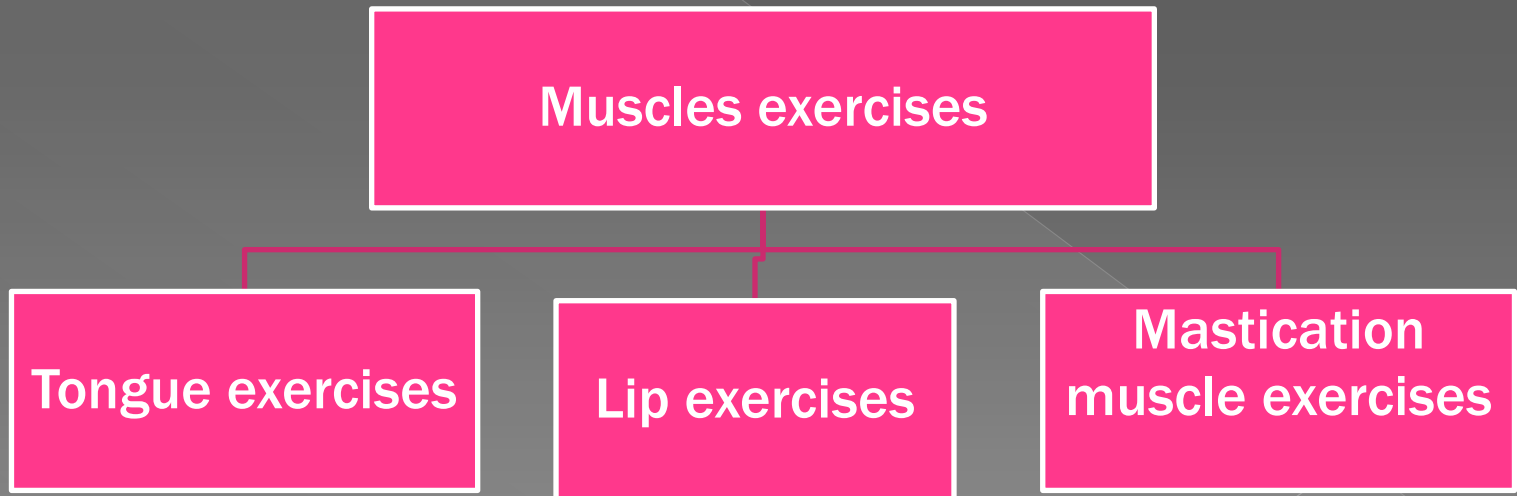 Muscles exercises
Tongue exercises
Lip exercises
Mastication
muscle exercises